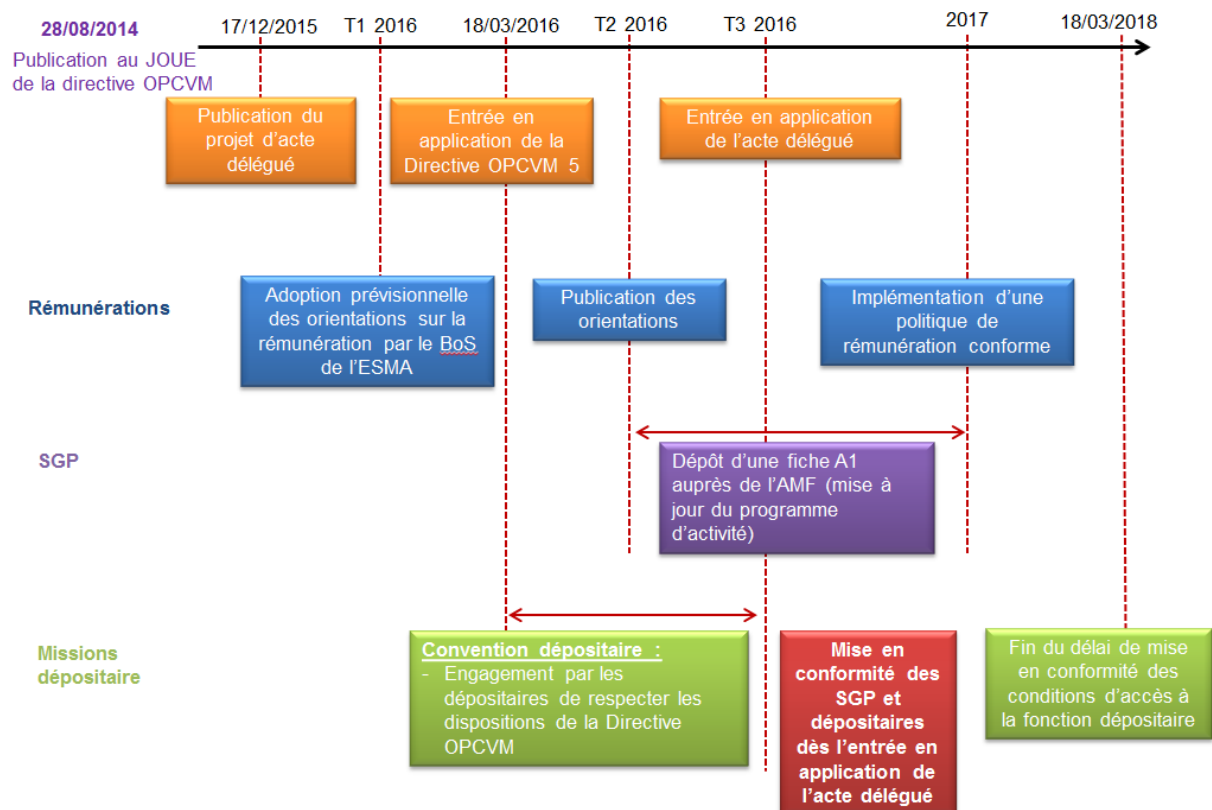 28/08/2014
Publication au JOUE
de la directive OPCVM
17/12/2015
T1 2016
18/03/2016
T2 2016
T3 2016
2017
18/03/2018
Publication du
projet d'acte
délégué
Entrée en
application de la
Directive OPCVM 5
Entrée en application
de l'acte délégué
Rémunérations
Adoption prévisionnelle
des orientations sur la
rémunération par le BoS
de l'ESMA
Publication des
orientations
Implémentation d'une
politique de
rémunération conforme
SGP
Dépôt d'une fiche A1
auprès de l'AMF (mise à
jour du programme
d'activité)
Missions
dépositaire
Convention dépositaire :
- Engagement par les
dépositaires de respecter les
dispositions de la Directive
OPCVM
Mise en
conformité des
SGP et
dépositaires
dès l'entrée en
application de
l'acte délégué
Fin du délai de mise
en conformité des
conditions d'accès à
la fonction dépositaire